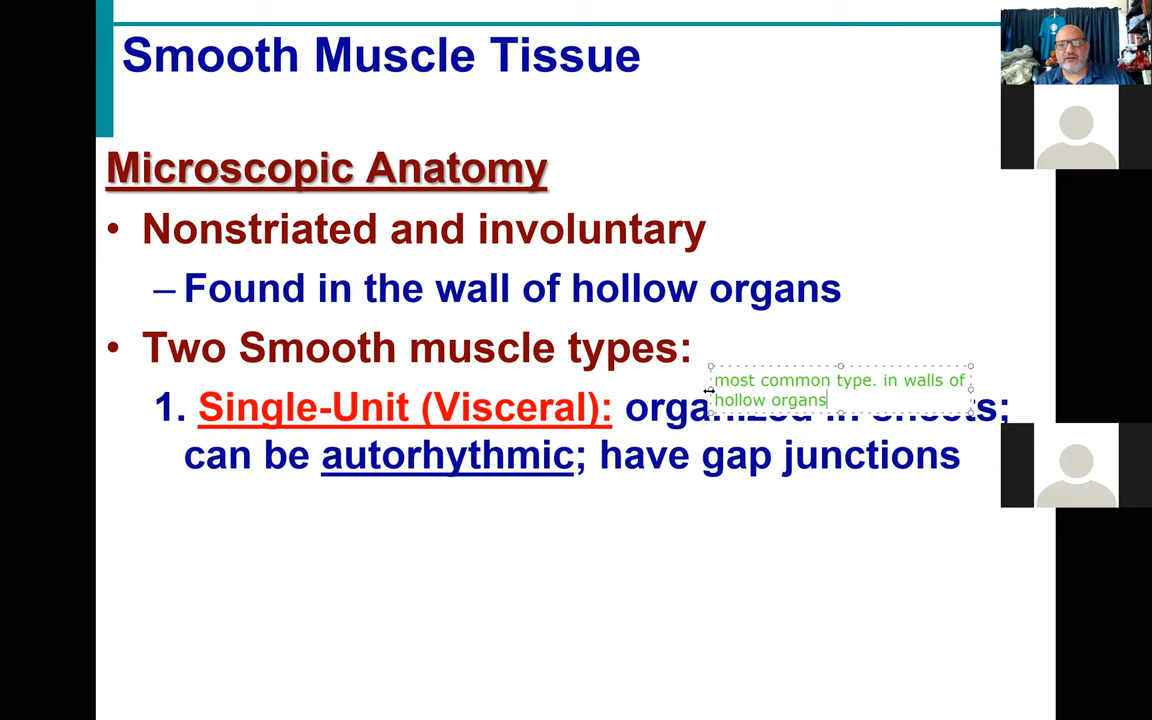 Smooth Muscle Tissue
Microscopic Anatomy
• Nonstriated and involuntary
– Found in the wall of hollow organs
• Two Smooth muscle types:
most common type. in walls of
hollow organs
1. Single-Unit (Visceral): organized in sheets;
can be autorhythmic; have gap junctions